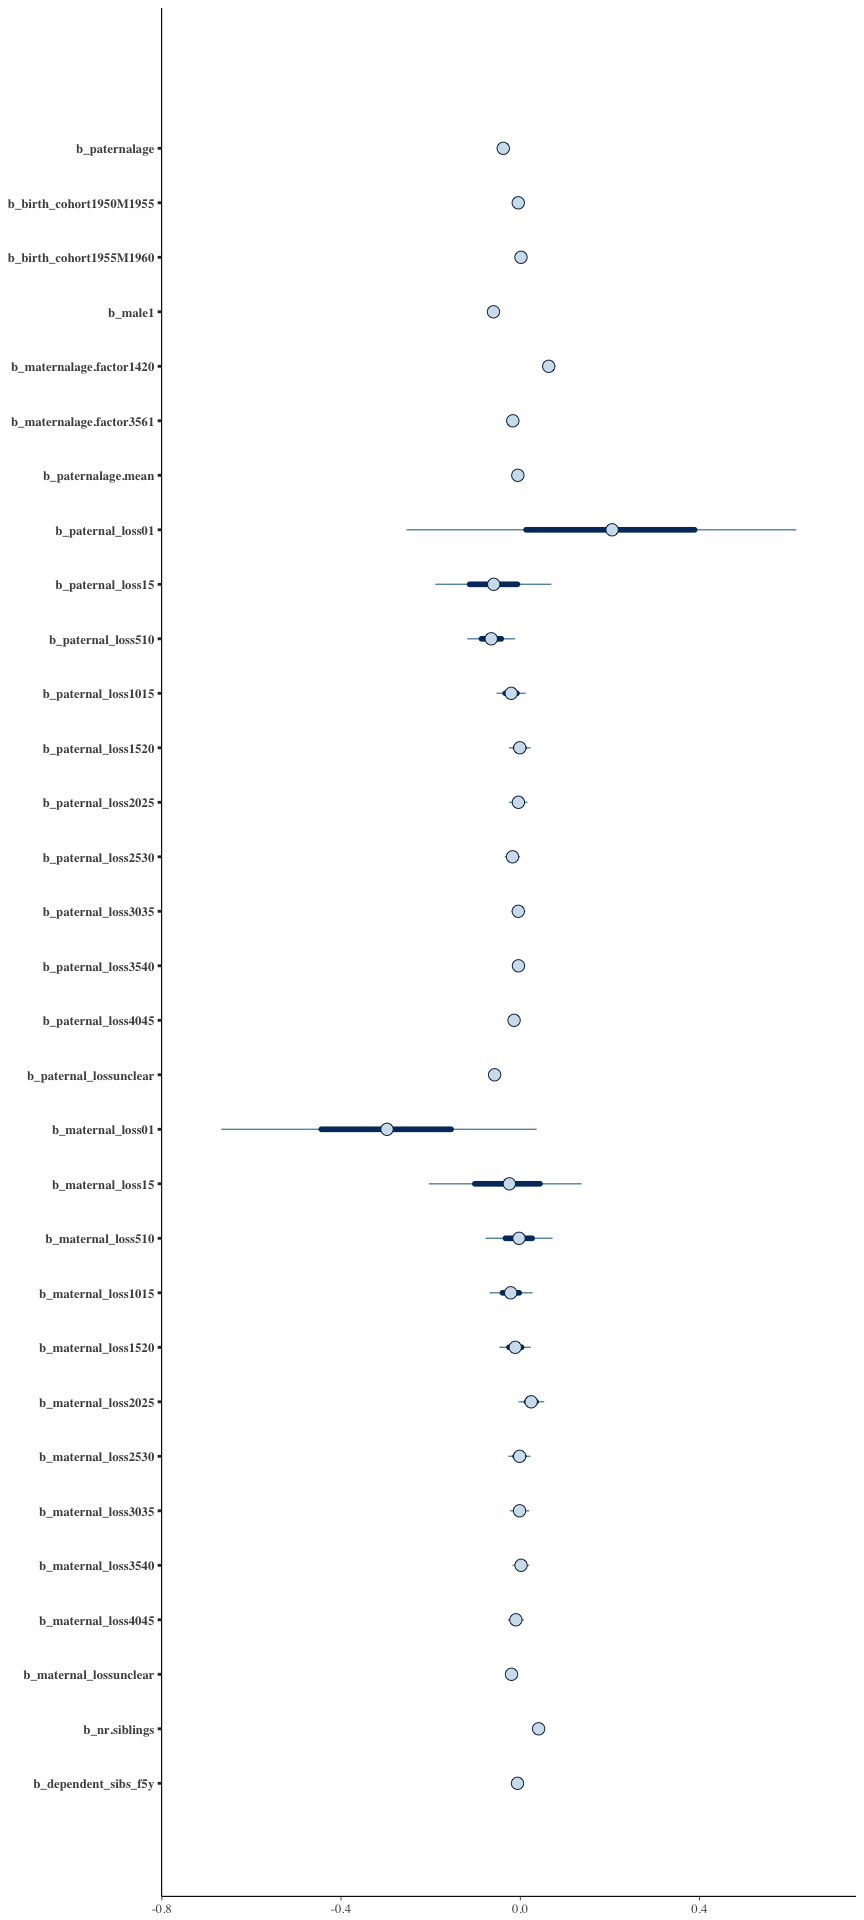 b_paternalage
b_birth_cohort1950M1955
b_birth_cohort1955M1960
b_male1
b_maternalage.factor1420
b_maternalage.factor3561
b_paternalage.mean
b_paternal_loss01
b_paternal_loss15
b_paternal_loss510
b_paternal_loss1015
b_paternal_loss1520
b_paternal_loss2025
b_paternal_loss2530
b_paternal_loss3035
b_paternal_loss3540
b_paternal_loss4045
b_paternal_lossunclear
b_maternal_loss01
b_maternal_loss15
b_maternal_loss510
b_maternal_loss1015
b_maternal_loss1520
b_maternal_loss2025
b_maternal_loss2530
b_maternal_loss3035
b_maternal_loss3540
b_maternal_loss4045
b_maternal_lossunclear
b_nr.siblings
b_dependent_sibs_f5y
-0.8 -0.4 0.0 0.4